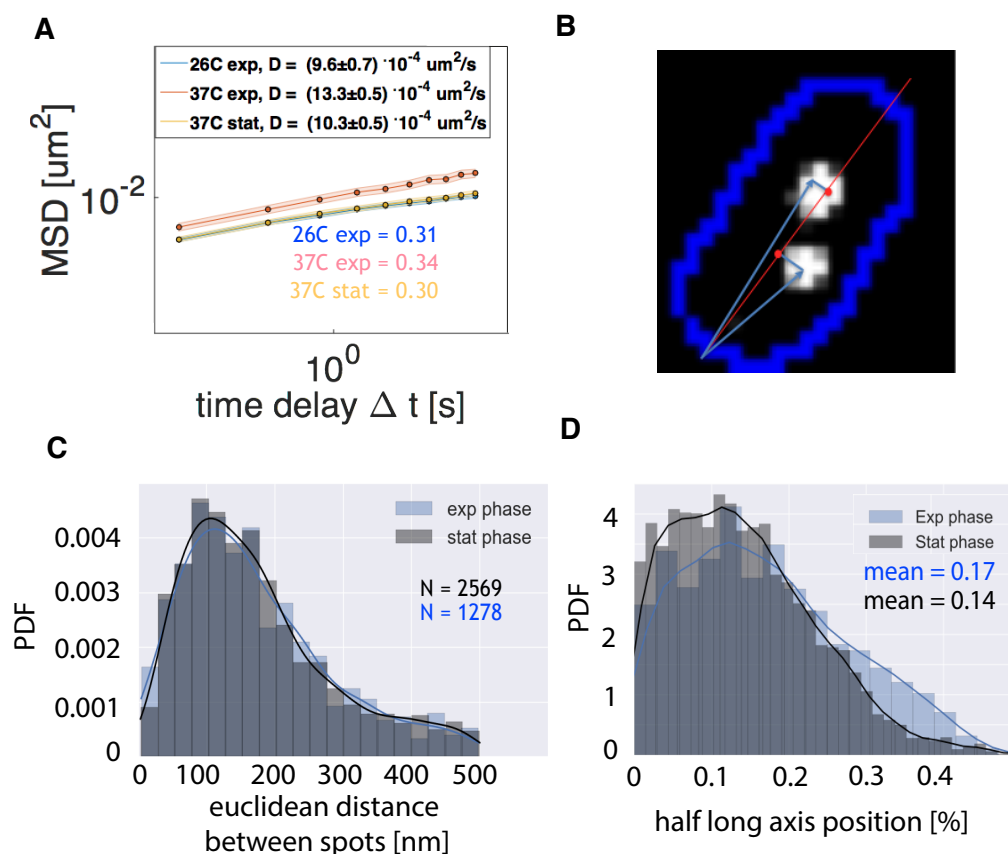 A
26C exp, D = (9.6±0.7) ·10-4 um2/s
37C exp, D = (13.3±0.5) ·10-4 um2/s
37C stat, D = (10.3±0.5) ·10-4 um2/s
MSD [um2]
10-2
26C exp = 0.31
37C exp = 0.34
37C stat = 0.30
100
time delay Δ t [s]
B
C
PDF
0.004
0.003
0.002
0.001
0
exp phase
stat phase
N = 2569
N = 1278
0 100 200 300 400 500
euclidean distance
between spots [nm]
D
PDF
4
3
2
1
0
Exp phase
Stat phase
mean = 0.17
mean = 0.14
0 0.1 0.2 0.3 0.4
half long axis position [%]